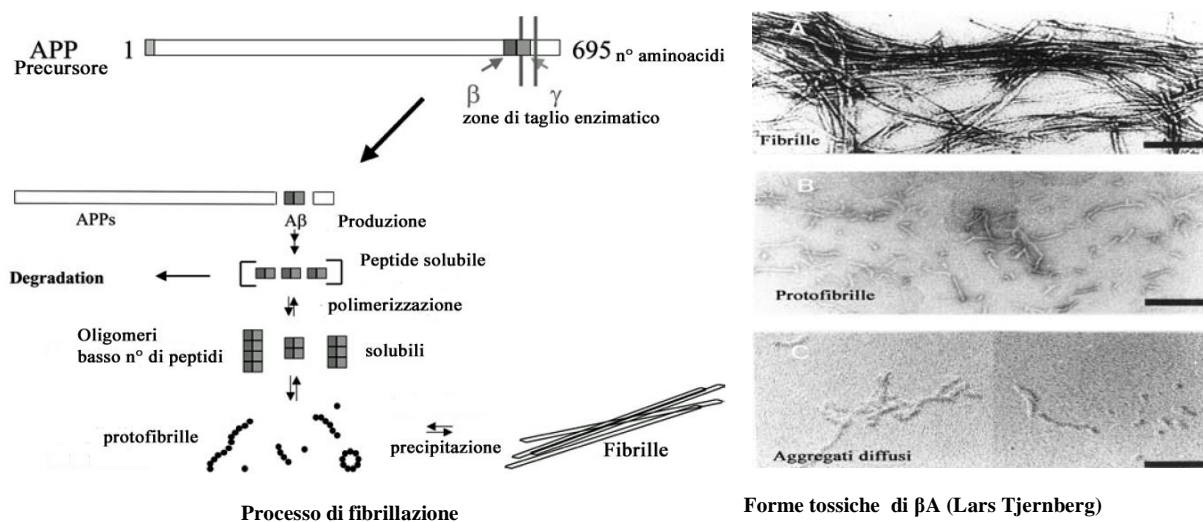 APP 1
Precursore
695 n° aminoacidi
β γ
zone di taglio enzimatico
APPs
Aβ
Produzione
Peptide solubile
Degradation
polimerizzazione
Oligomeri
basso n° di peptidi
solubili
protofibrille
precipitazione
Fibrille
Processo di fibrillazione
A
Fibrille
B
Protofibrille
C
Aggregati diffusi
Forme tossiche di βA (Lars Tjernberg)